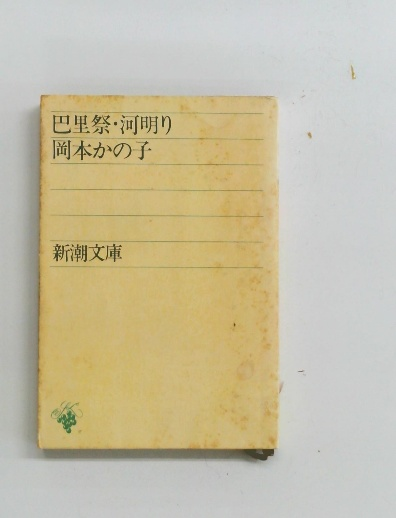 巴里祭・河明り
岡本かの子
新潮文庫